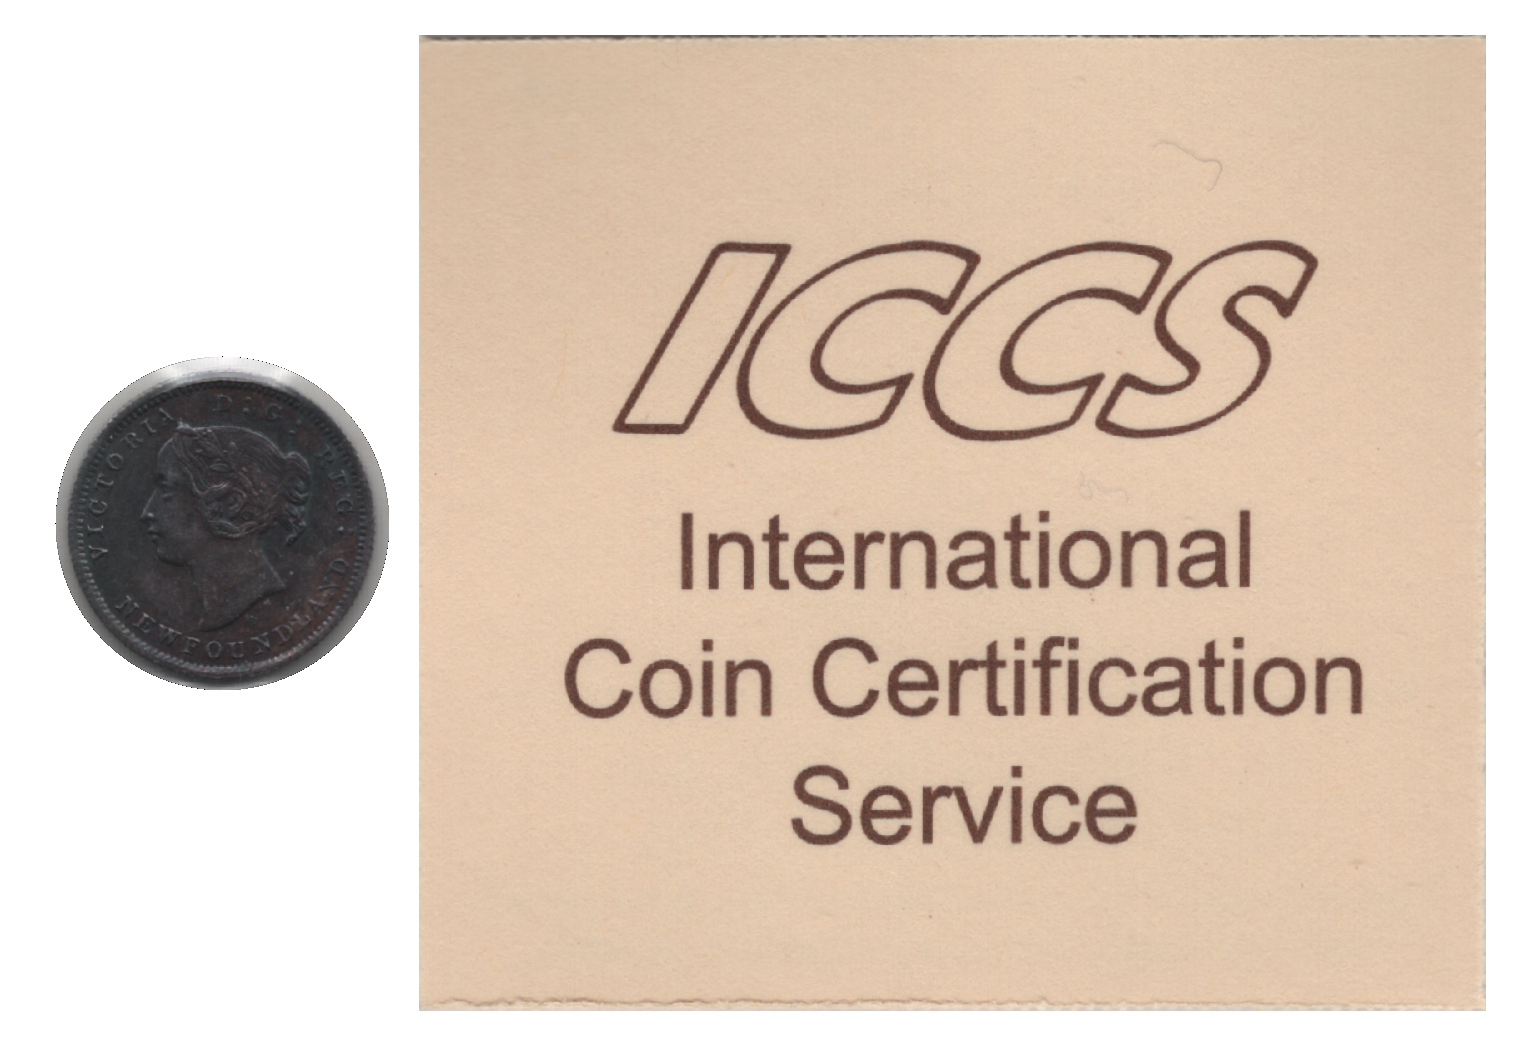 VICTORIA D:G: REG:
NEWFOUNDLAND
ICCS
International
Coin Certification
Service